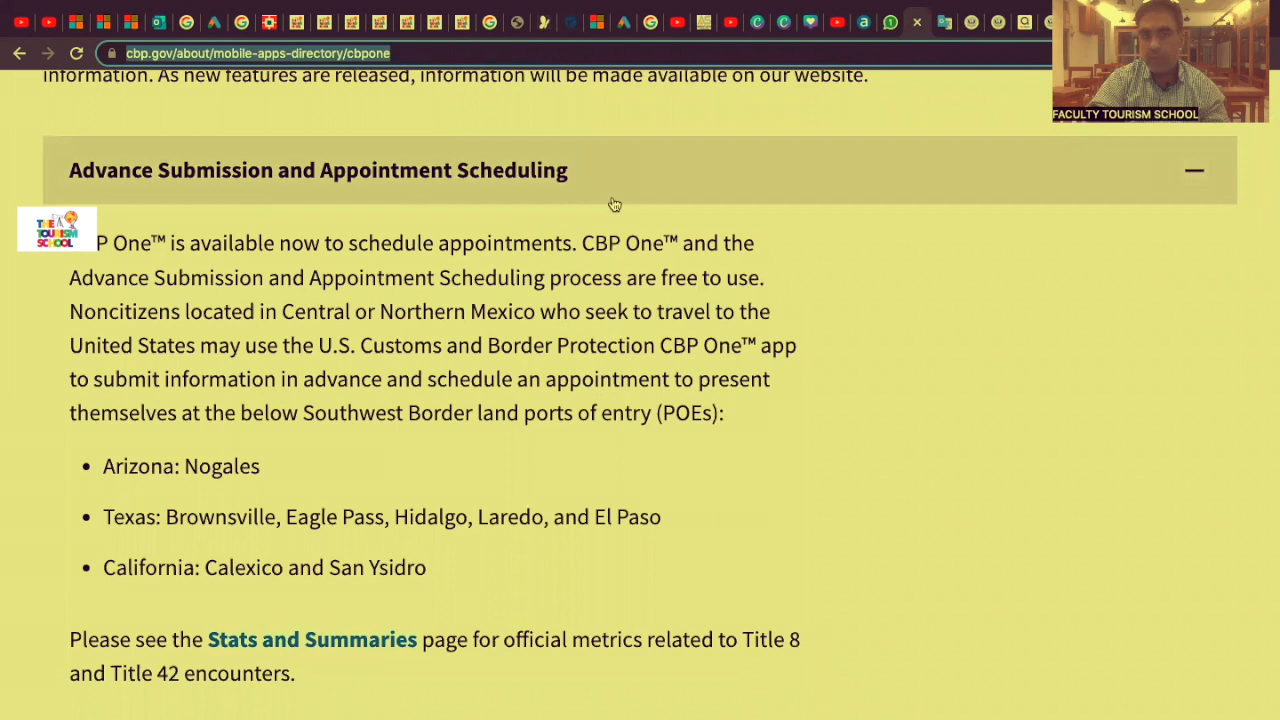 cbp.gov/about/mobile-apps-directory/cbpone
information. As new features are released, information will be made available on our website.
FACULTY TOURISM SCHOOL
Advance Submission and Appointment Scheduling
THE
TOURISM
SCHOOL
P One™ is available now to schedule appointments. CBP One™ and the
Advance Submission and Appointment Scheduling process are free to use.
Noncitizens located in Central or Northern Mexico who seek to travel to the
United States may use the U.S. Customs and Border Protection CBP One™ app
to submit information in advance and schedule an appointment to present
themselves at the below Southwest Border land ports of entry (POEs):
• Arizona: Nogales
• Texas: Brownsville, Eagle Pass, Hidalgo, Laredo, and El Paso
• California: Calexico and San Ysidro
Please see the Stats and Summaries page for official metrics related to Title 8
and Title 42 encounters.